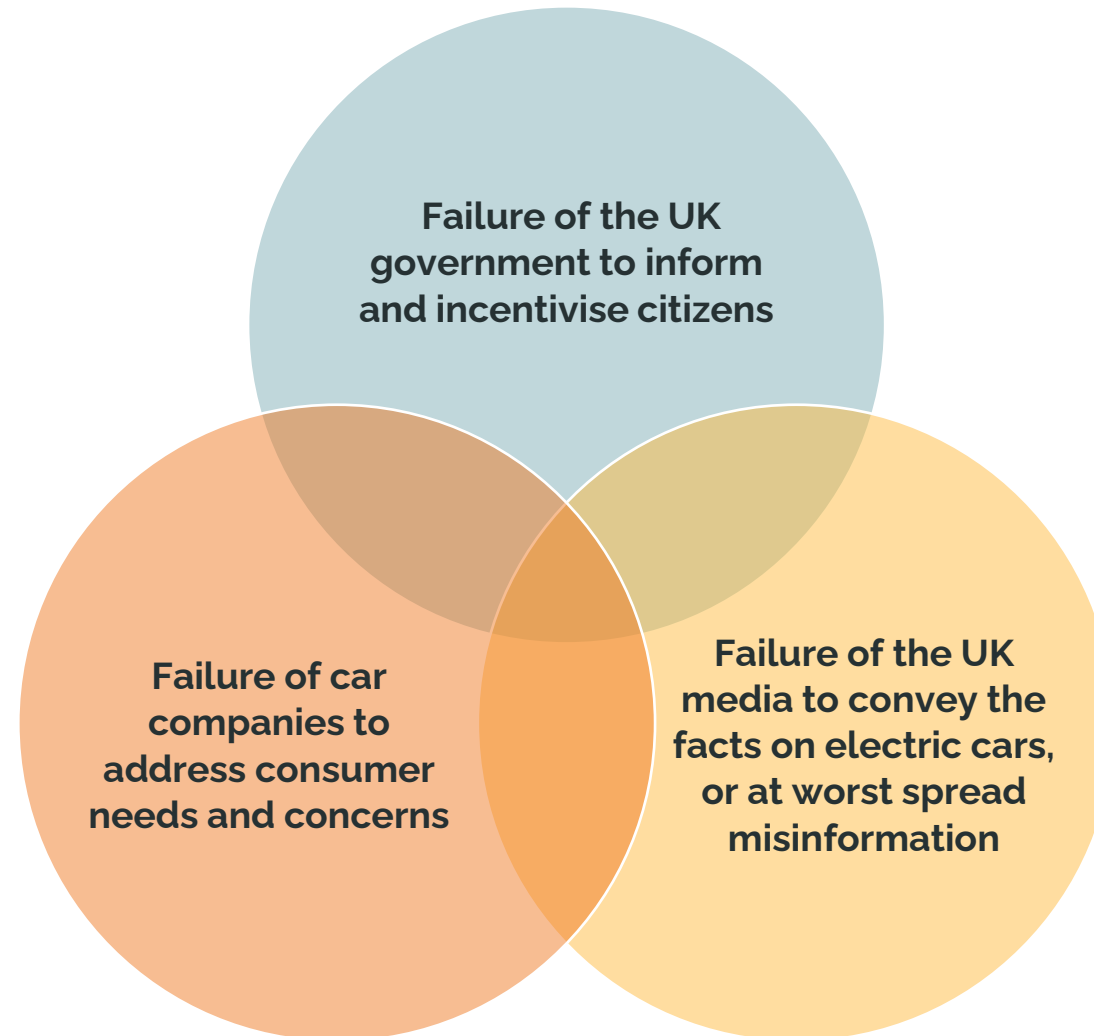 Failure of the UK
government to inform
and incentivise citizens
Failure of car
companies to
address consumer
needs and concerns
Failure of the UK
media to convey the
facts on electric cars,
or at worst spread
misinformation